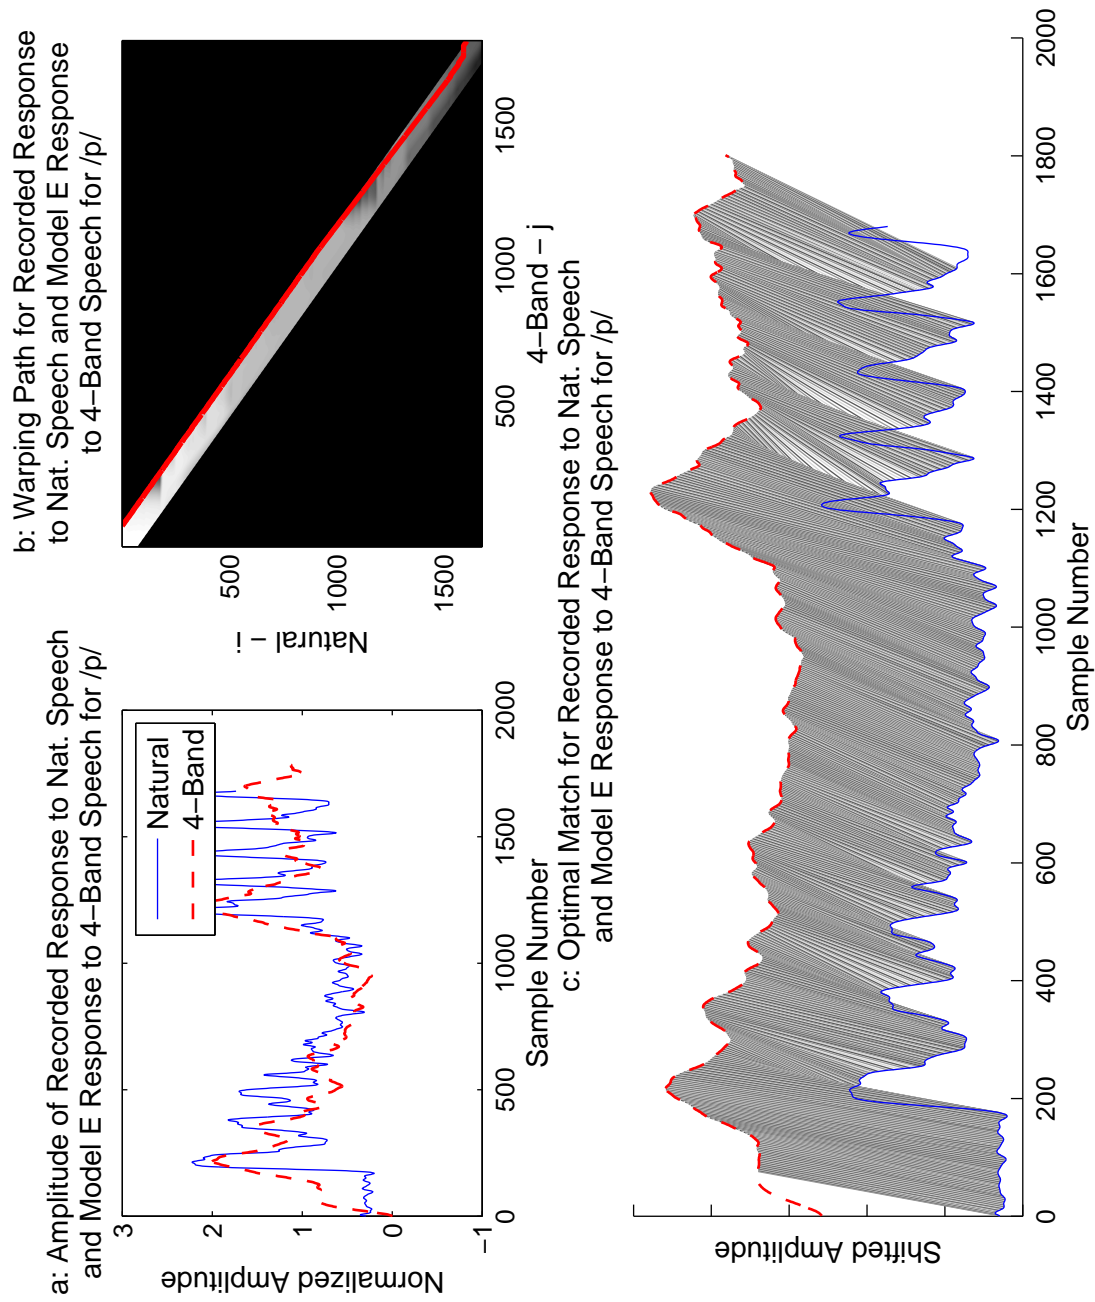 a: Amplitude of Recorded Response to Nat. Speech
and Model E Response to 4−Band Speech for /p/
3
2
1
0
−1
Normalized Amplitude
0
500
1000
1500
2000
Sample Number
Natural
4−Band
b: Warping Path for Recorded Response
to Nat. Speech and Model E Response
to 4−Band Speech for /p/
500
1000
1500
Natural − i
500
1000
1500
4−Band − j
c: Optimal Match for Recorded Response to Nat. Speech
and Model E Response to 4−Band Speech for /p/
Shifted Amplitude
0
200
400
600
800
1000
1200
1400
1600
1800
2000
Sample Number